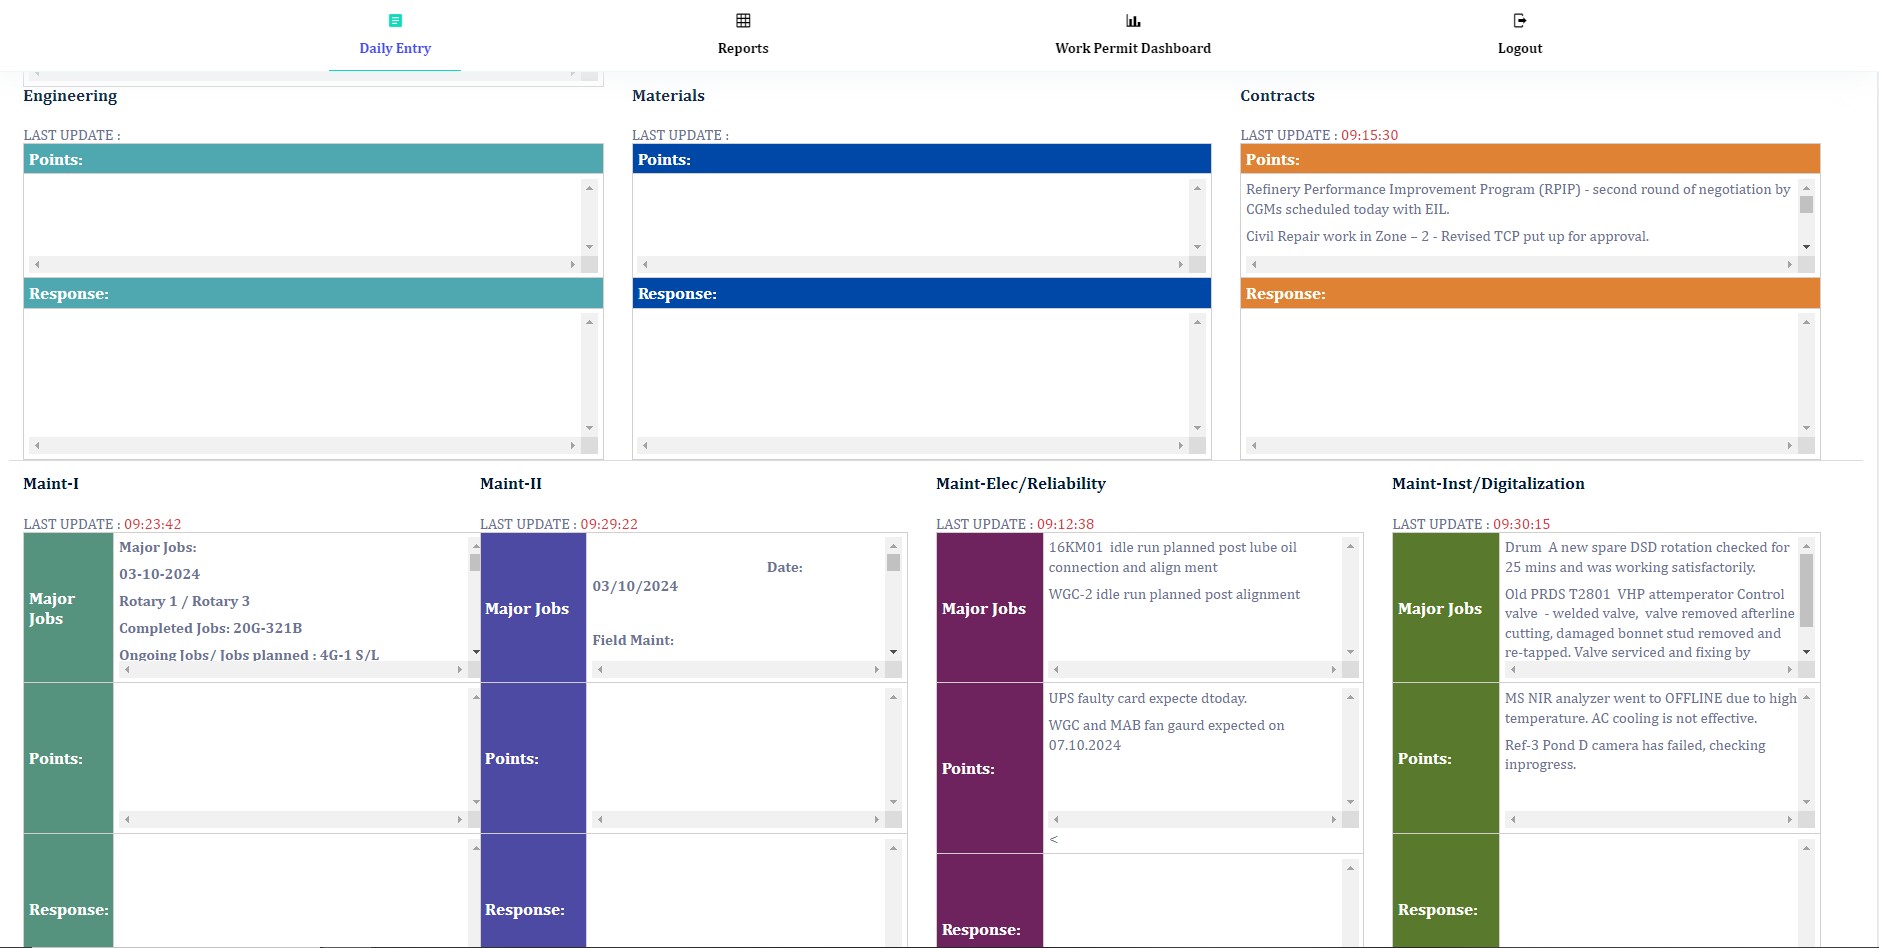 Daily Entry
Reports
Work Permit Dashboard
Logout
Engineering
LAST UPDATE :
Points:
Response:
Materials
LAST UPDATE :
Points:
Response:
Contracts
LAST UPDATE : 09:15:30
Points:
Refinery Performance Improvement Program (RPIP) - second round of negotiation by
CGMs scheduled today with EIL.
Civil Repair work in Zone – 2 - Revised TCP put up for approval.
Response:
Maint-I
LAST UPDATE : 09:23:42
Major
Jobs
Major Jobs:
03-10-2024
Rotary 1 / Rotary 3
Completed Jobs: 20G-321B
Ongoing Jobs/ Jobs planned : 4G-1 S/L
Points:
Response:
Maint-II
LAST UPDATE : 09:29:22
Major Jobs
Date:
03/10/2024
Field Maint:
Points:
Response:
Maint-Elec/Reliability
LAST UPDATE : 09:12:38
Major Jobs
16KM01  idle run planned post lube oil
connection and align ment
WGC-2 idle run planned post alignment
Points:
UPS faulty card expecte dtoday.
WGC and MAB fan gaurd expected on
07.10.2024
<
Response:
Maint-Inst/Digitalization
LAST UPDATE : 09:30:15
Major Jobs
Drum  A new spare DSD rotation checked for
25 mins and was working satisfactorily.
Old PRDS T2801  VHP attemperator Control
valve  - welded valve,  valve removed afterline
cutting, damaged bonnet stud removed and
re-tapped. Valve serviced and fixing by
Points:
MS NIR analyzer went to OFFLINE due to high
temperature. AC cooling is not effective.
Ref-3 Pond D camera has failed, checking
inprogress.
Response: